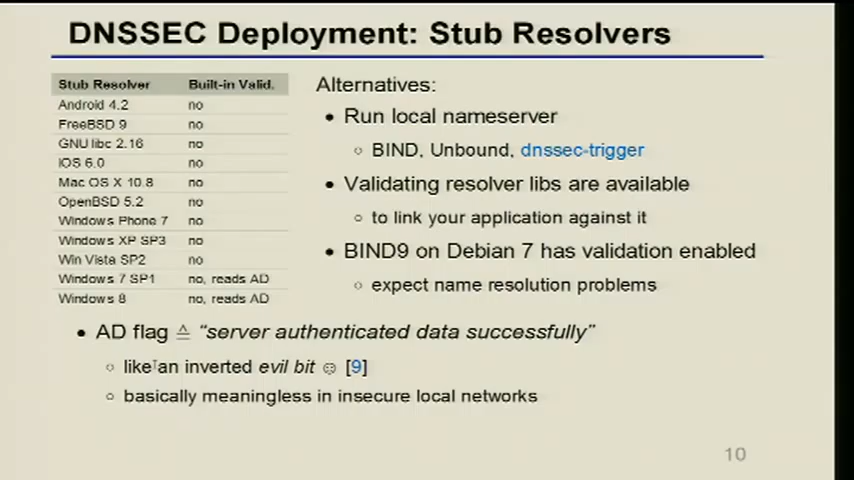 DNSSEC Deployment: Stub Resolvers
Stub Resolver Built-in Valid.
Android 4.2 no
FreeBSD 9 no
GNU libc 2.16 no
IOS 6.0 no
Mac OS X 10.8 no
OpenBSD 5.2 no
Windows Phone 7 no
Windows XP SP3 no
Win Vista SP2 no
Windows 7 SP1 no, reads AD
Windows 8 no, reads AD
Alternatives:
• Run local nameserver
◦ BIND, Unbound, dnssec-trigger
• Validating resolver libs are available
◦ to link your application against it
• BIND9 on Debian 7 has validation enabled
◦ expect name resolution problems
• AD flag ≙ “server authenticated data successfully”
◦ like an inverted evil bit ☺ [9]
◦ basically meaningless in insecure local networks
10